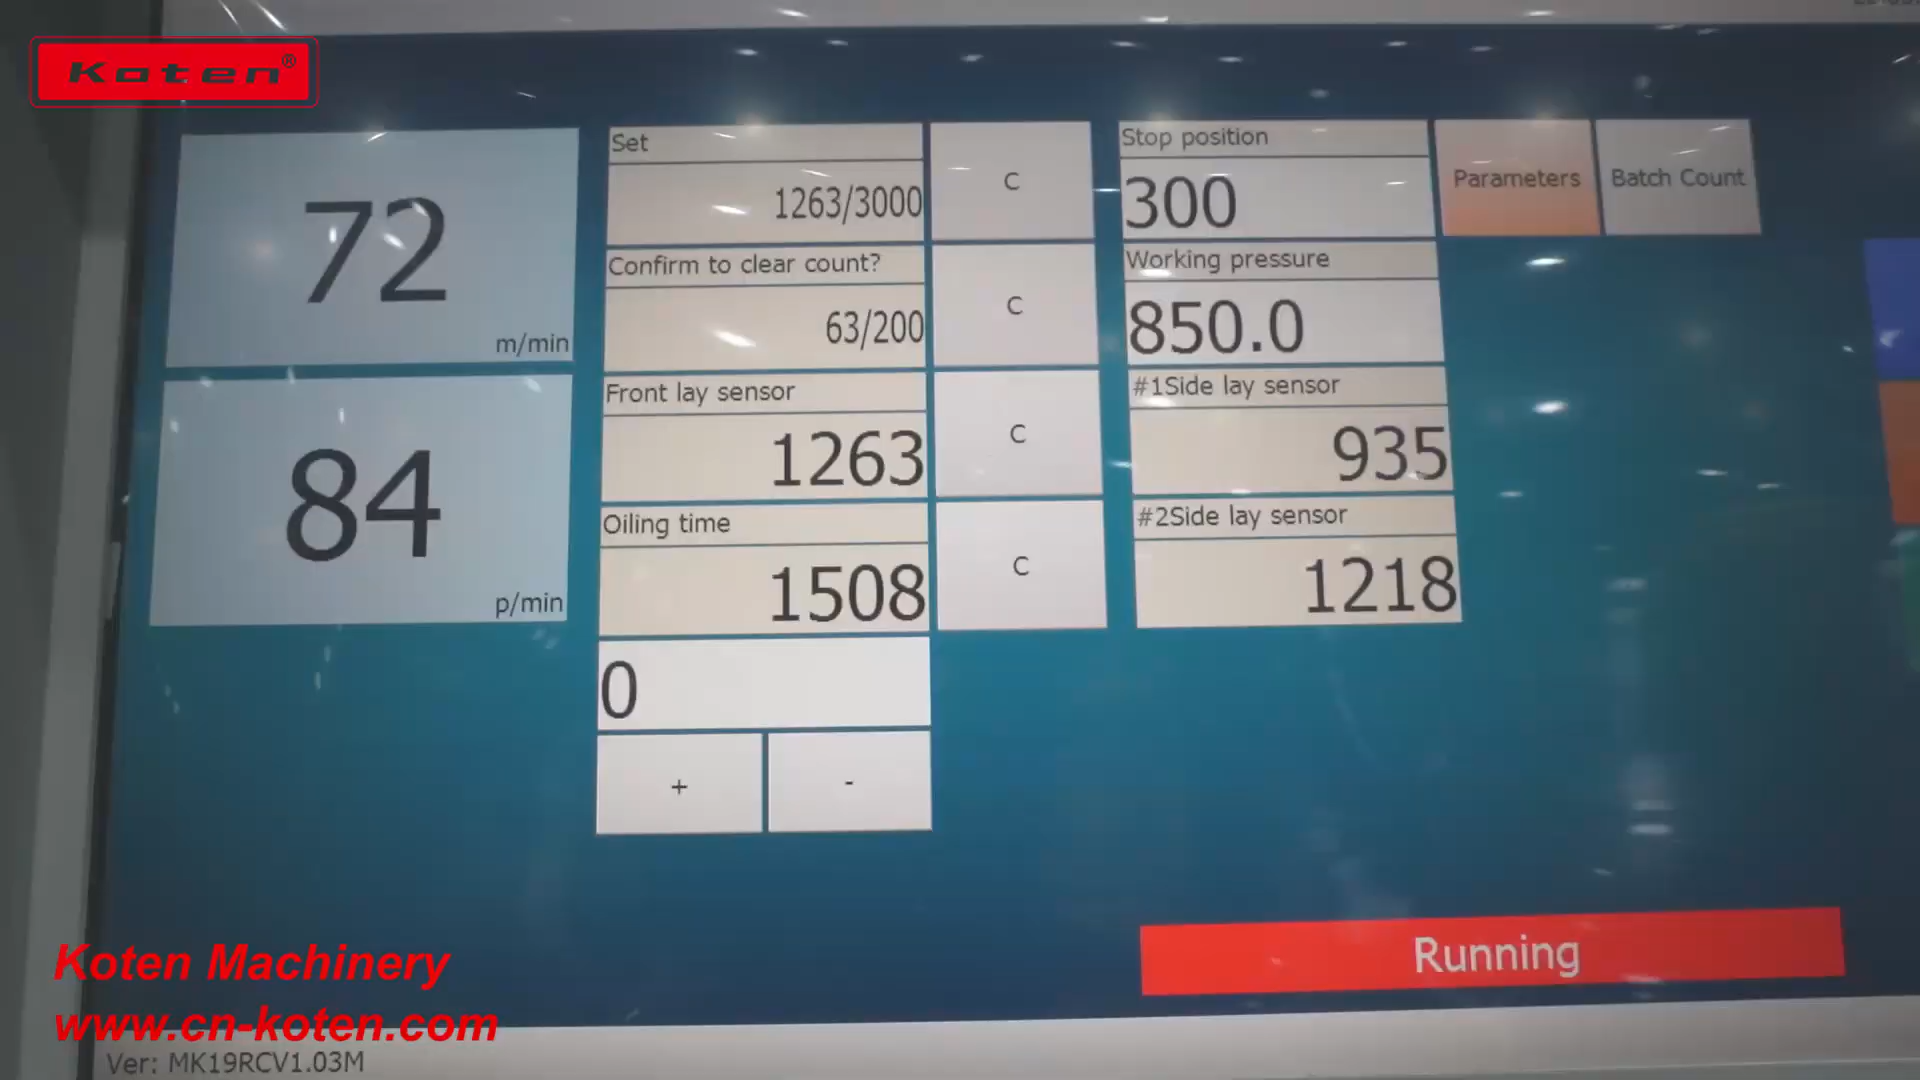 Koten®
72
m/min
84
p/min
Set
1263/3000
C
Confirm to clear count?
63/200
C
Front lay sensor
1263
C
Oiling time
1508
C
0
+
-
Stop position
300
Working pressure
850.0
#1Side lay sensor
935
#2Side lay sensor
1218
Parameters
Batch Count
Running
Koten Machinery
www.cn-koten.com
Ver: MK19RCV1.03M